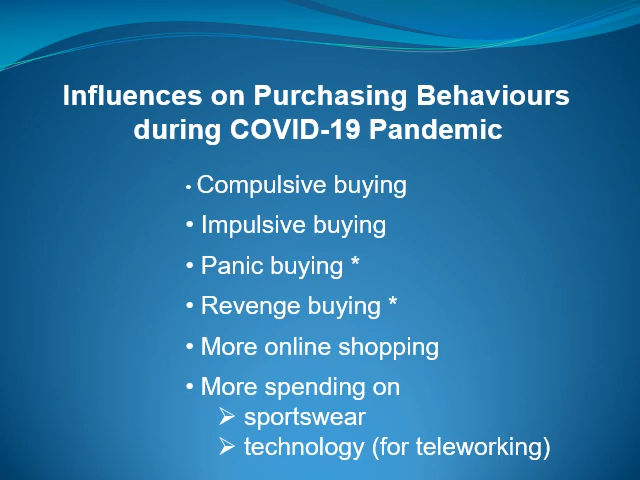 Influences on Purchasing Behaviours
during COVID-19 Pandemic
• Compulsive buying
• Impulsive buying
• Panic buying *
• Revenge buying *
• More online shopping
• More spending on
➢ sportswear
➢ technology (for teleworking)